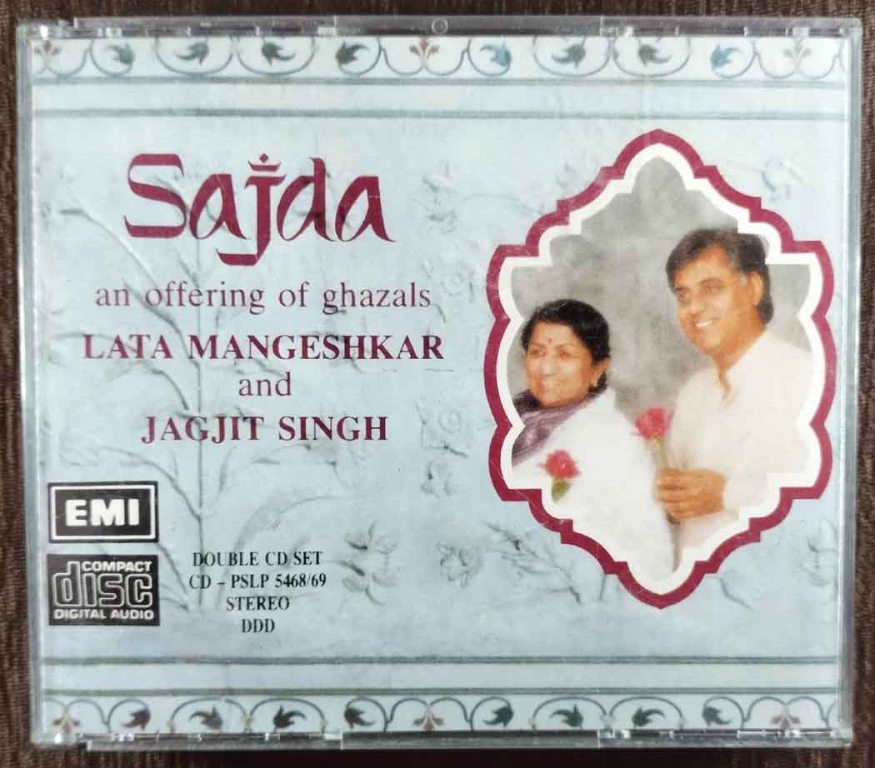 Sajda
an offering of ghazals
LATA MANGESHKAR
and
JAGJIT SINGH
EMI
COMPACT
disc
DIGITAL AUDIO
DOUBLE CD SET
CD - PSLP 5468/69
STEREO
DDD